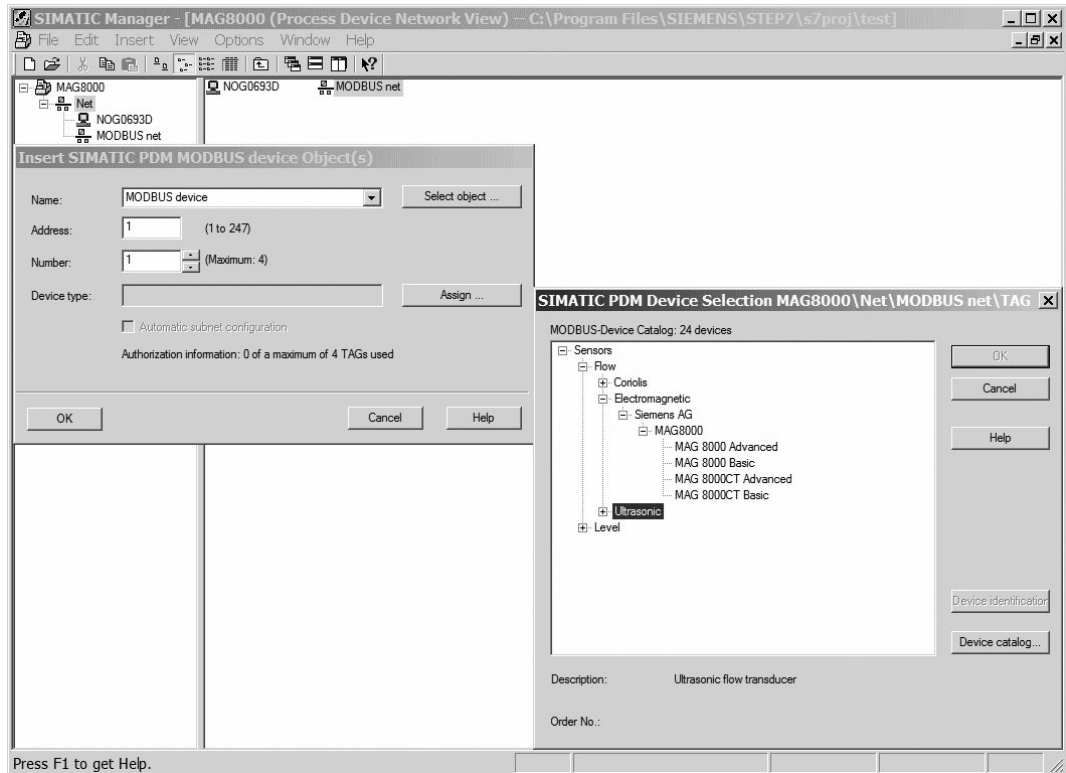 SIMATIC Manager - [MAG8000 (Process Device Network View) -- C:\Program Files\SIEMENS\STEP7\s7proj\test]
File Edit Insert View Options Window Help
MAG8000
Net
NOG0693D
MODBUS net
NOG0693D MODBUS net
Insert SIMATIC PDM MODBUS device Object(s)
Name: MODBUS device Select object ...
Address: 1 (1 to 247)
Number: 1 (Maximum: 4)
Device type: Assign ...
Automatic subnet configuration
Authorization information: 0 of a maximum of 4 TAGs used
OK Cancel Help
SIMATIC PDM Device Selection MAG8000\Net\MODBUS net\TAG
MODBUS-Device Catalog: 24 devices
Sensors
Flow
Coriolis
Electromagnetic
Siemens AG
MAG8000
MAG 8000 Advanced
MAG 8000 Basic
MAG 8000CT Advanced
MAG 8000CT Basic
Ultrasonic
Level
OK
Cancel
Help
Device identification
Device catalog...
Description: Ultrasonic flow transducer
Order No.:
Press F1 to get Help.